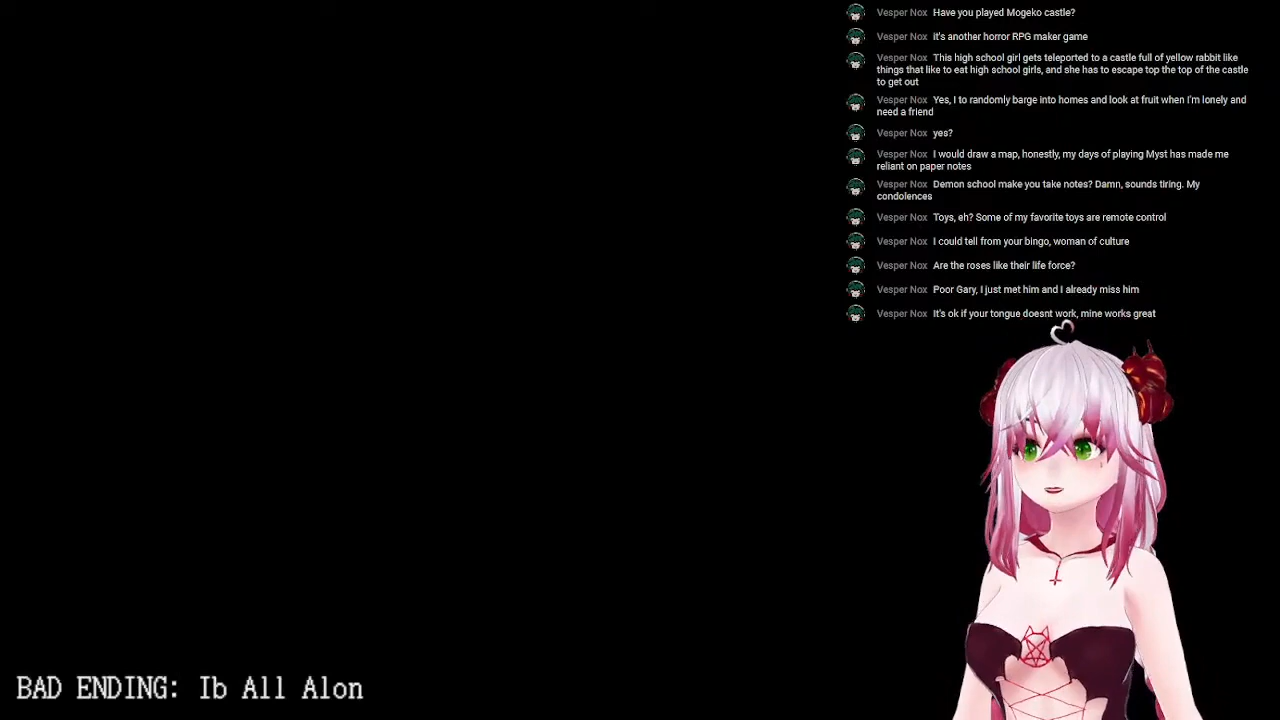 Vesper Nox Have you played Mogeko castle?
Vesper Nox it's another horror RPG maker game
Vesper Nox This high school girl gets teleported to a castle full of yellow rabbit like
things that like to eat high school girls, and she has to escape top the top of the castle
to get out
Vesper Nox Yes, I to randomly barge into homes and look at fruit when I'm lonely and
need a friend
Vesper Nox yes?
Vesper Nox I would draw a map, honestly, my days of playing Myst has made me
reliant on paper notes
Vesper Nox Demon school make you take notes? Damn, sounds tiring. My
condolences
Vesper Nox Toys, eh? Some of my favorite toys are remote control
Vesper Nox I could tell from your bingo, woman of culture
Vesper Nox Are the roses like their life force?
Vesper Nox Poor Gary, I just met him and I already miss him
Vesper Nox It's ok if your tongue doesnt work, mine works great
BAD ENDING: Ib All Alon